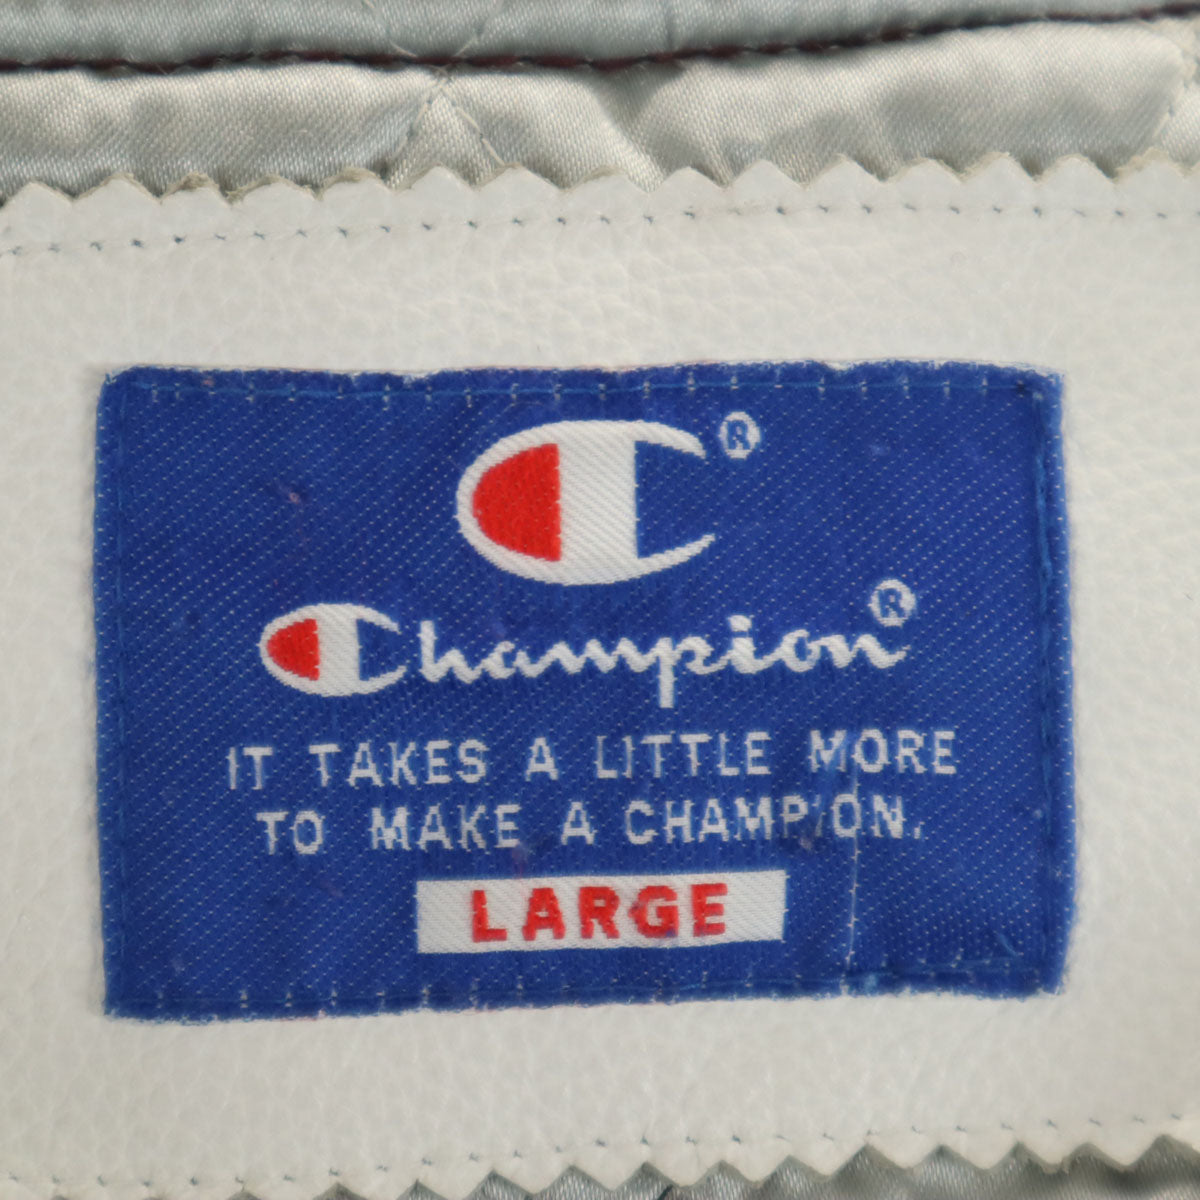 C®
Champion®
IT TAKES A LITTLE MORE
TO MAKE A CHAMPION.
LARGE